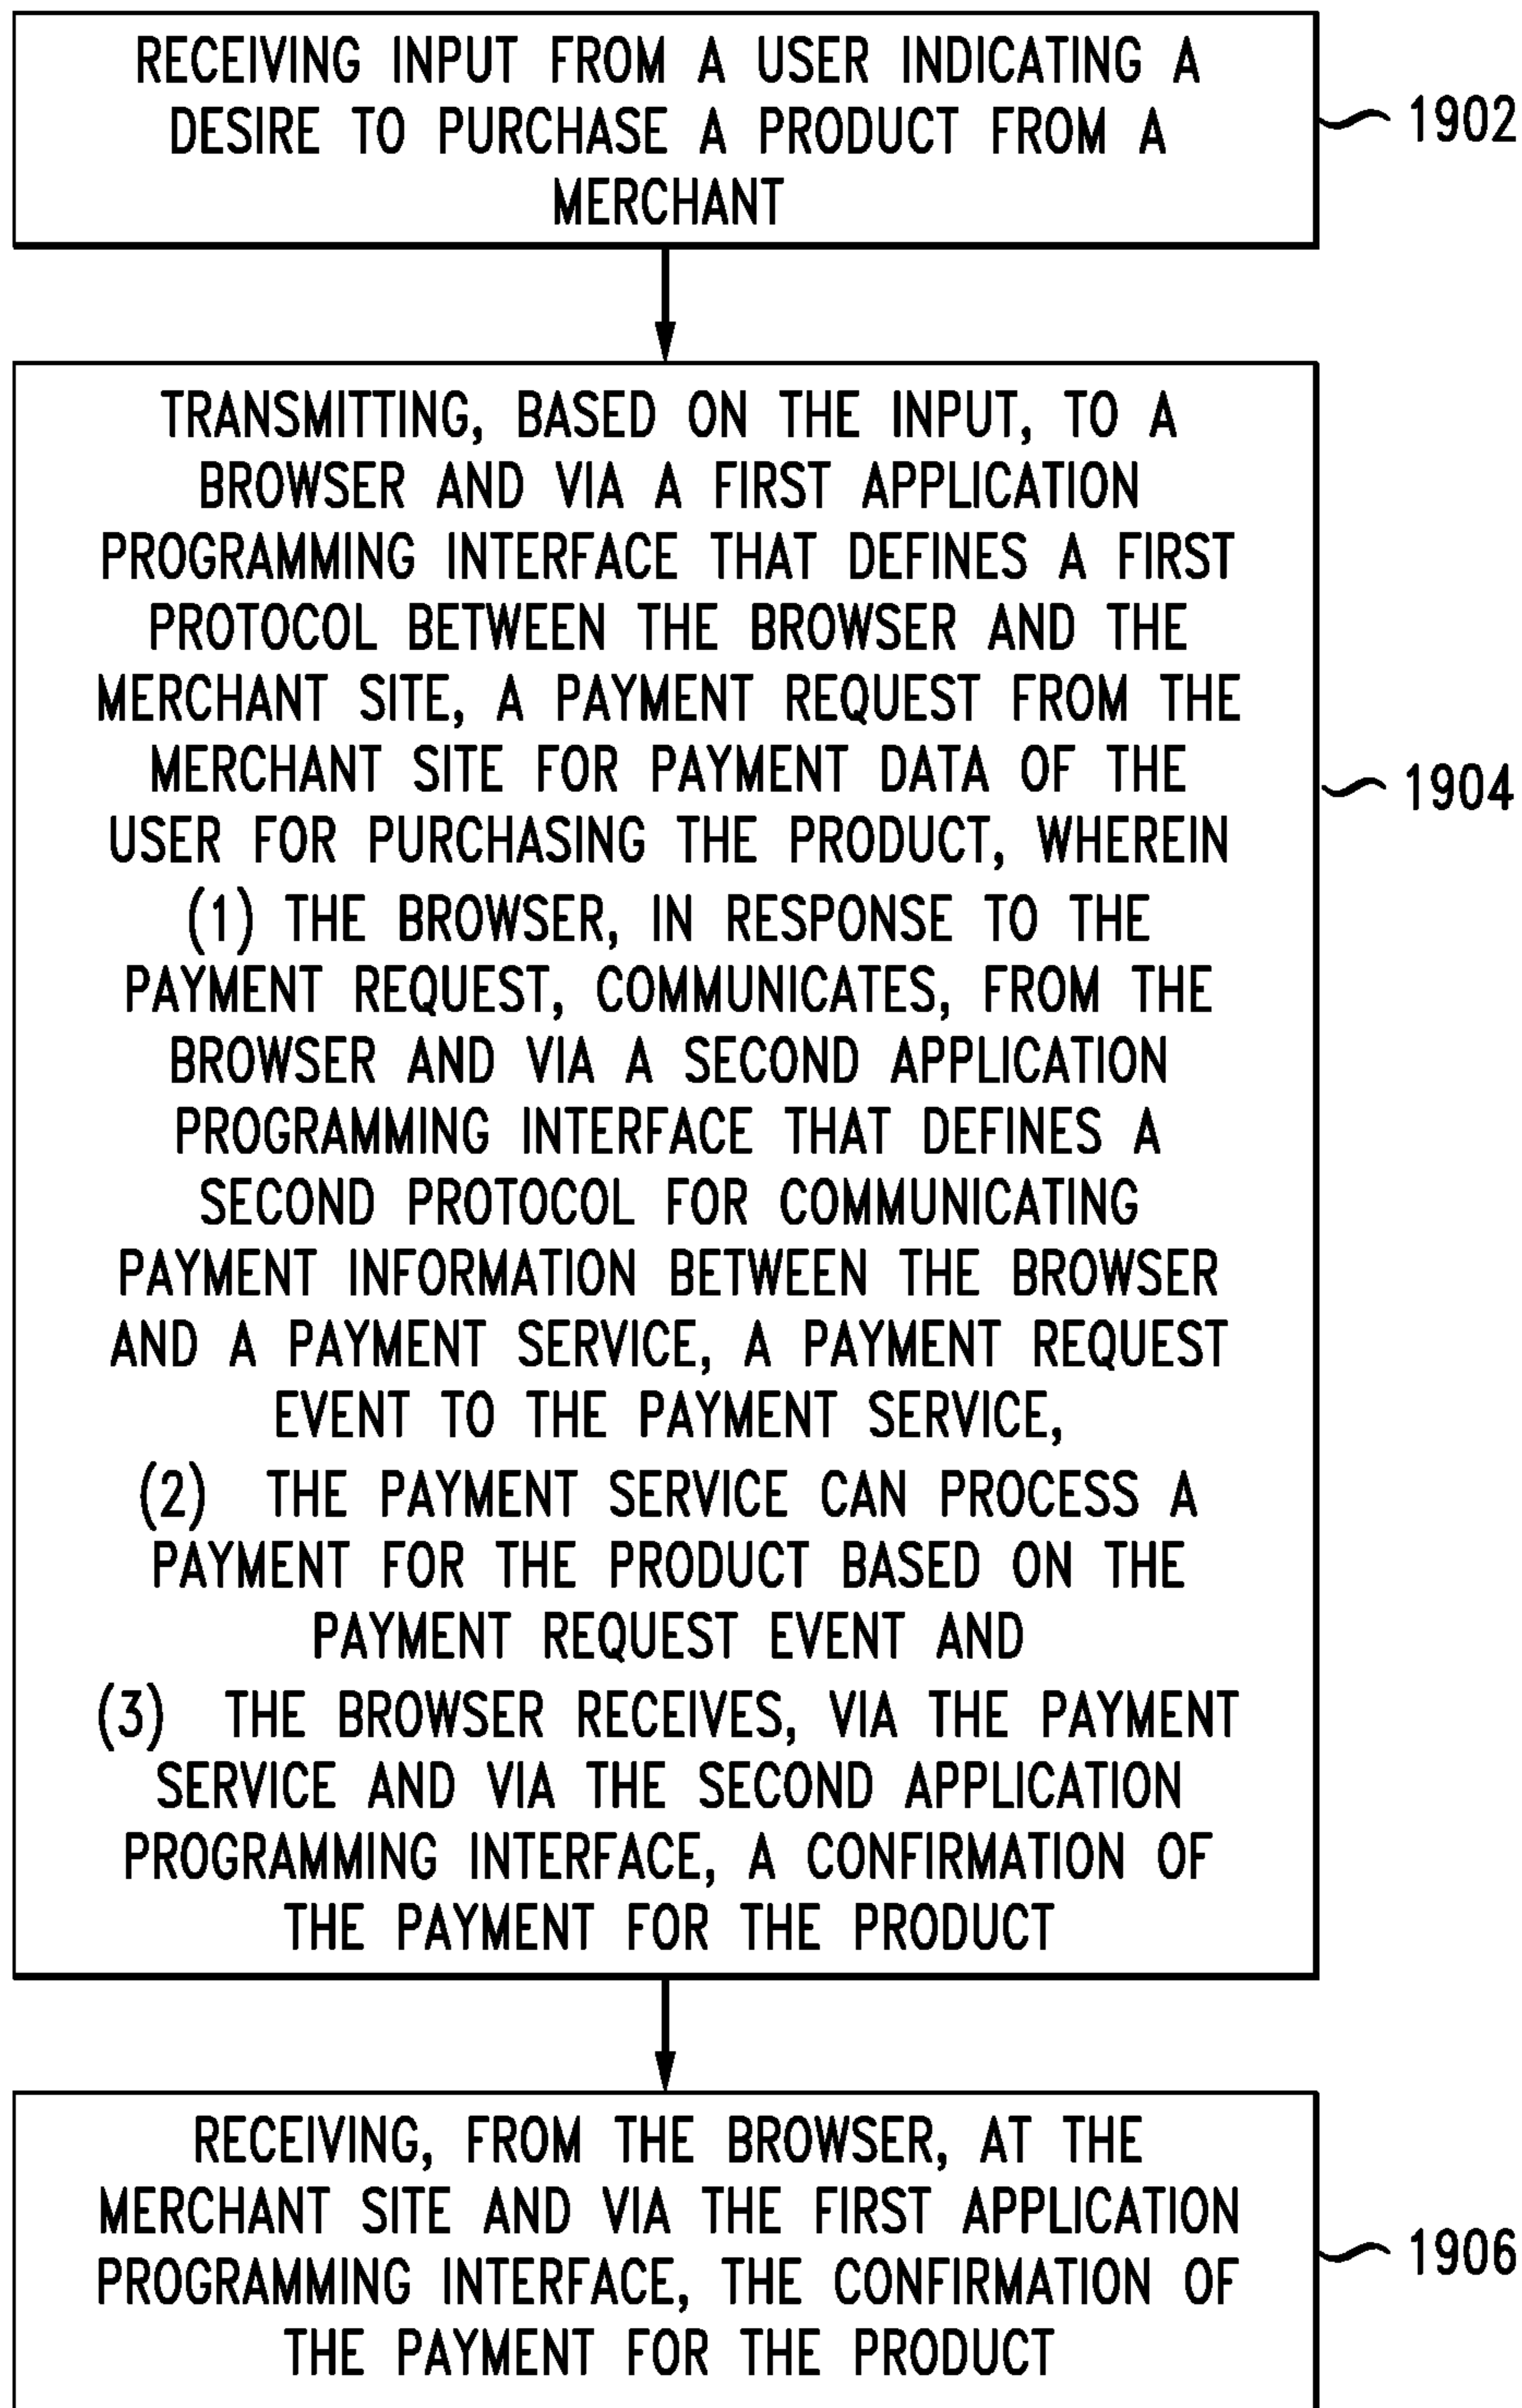 RECEIVING INPUT FROM A USER INDICATING A
DESIRE TO PURCHASE A PRODUCT FROM A
MERCHANT
1902
TRANSMITTING, BASED ON THE INPUT, TO A
BROWSER AND VIA A FIRST APPLICATION
PROGRAMMING INTERFACE THAT DEFINES A FIRST
PROTOCOL BETWEEN THE BROWSER AND THE
MERCHANT SITE, A PAYMENT REQUEST FROM THE
MERCHANT SITE FOR PAYMENT DATA OF THE
USER FOR PURCHASING THE PRODUCT, WHEREIN
(1) THE BROWSER, IN RESPONSE TO THE
PAYMENT REQUEST, COMMUNICATES, FROM THE
BROWSER AND VIA A SECOND APPLICATION
PROGRAMMING INTERFACE THAT DEFINES A
SECOND PROTOCOL FOR COMMUNICATING
PAYMENT INFORMATION BETWEEN THE BROWSER
AND A PAYMENT SERVICE, A PAYMENT REQUEST
EVENT TO THE PAYMENT SERVICE,
(2) THE PAYMENT SERVICE CAN PROCESS A
PAYMENT FOR THE PRODUCT BASED ON THE
PAYMENT REQUEST EVENT AND
(3) THE BROWSER RECEIVES, VIA THE PAYMENT
SERVICE AND VIA THE SECOND APPLICATION
PROGRAMMING INTERFACE, A CONFIRMATION OF
THE PAYMENT FOR THE PRODUCT
1904
RECEIVING, FROM THE BROWSER, AT THE
MERCHANT SITE AND VIA THE FIRST APPLICATION
PROGRAMMING INTERFACE, THE CONFIRMATION OF
THE PAYMENT FOR THE PRODUCT
1906